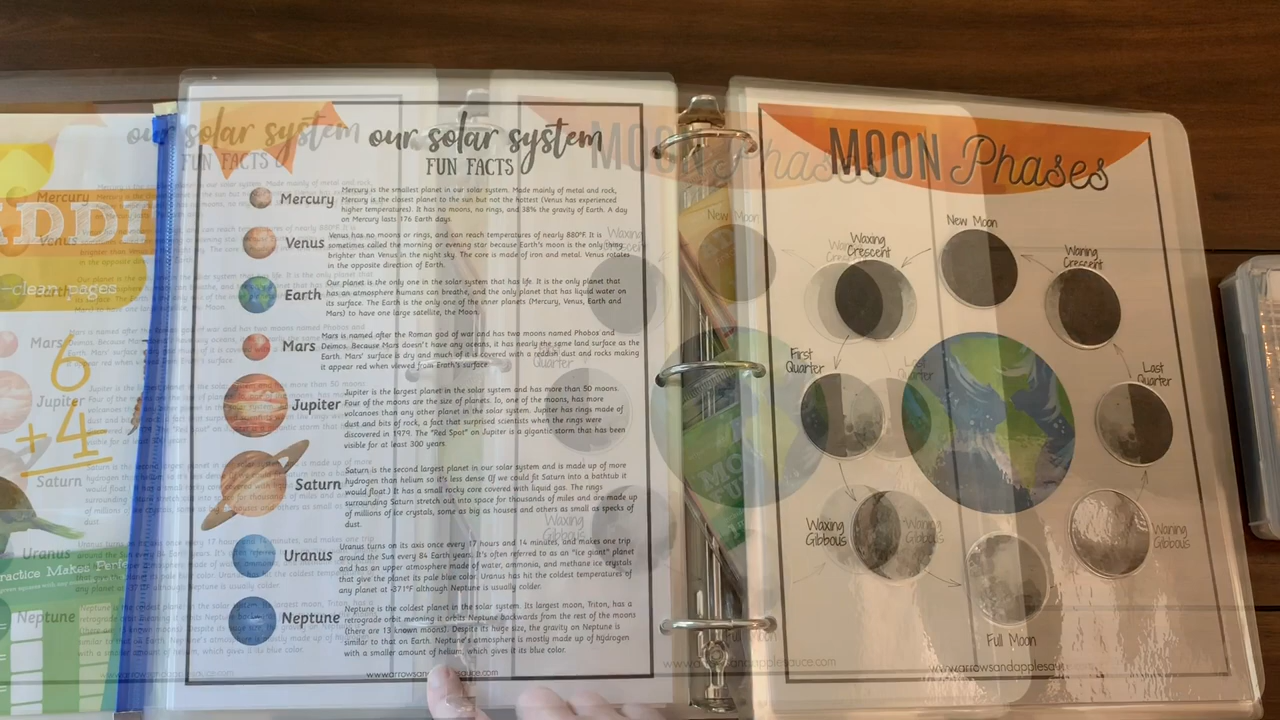 our solar system
FUN FACTS
Mercury
Mercury is the smallest planet in our solar system. Made mainly of metal and rock,
Mercury is the closest planet to the sun but not the hottest (Venus has experienced
higher temperatures). It has no moons, no rings, and 38% the gravity of Earth. A day
on Mercury lasts 176 Earth days.
Venus
Venus has no moons or rings, and can reach temperatures of nearly 880°F. It is
sometimes called the morning or evening star because Earth's moon is the only thing
brighter than Venus in the night sky. The core is made of iron and metal. Venus rotates
in the opposite direction of Earth.
Earth
Our planet is the only one in the solar system that has life. It is the only planet that
has an atmosphere humans can breathe, and the only planet that has liquid water on
its surface. The Earth is the only one of the inner planets (Mercury, Venus, Earth and
Mars) to have one large satellite, the Moon.
Mars
Mars is named after the Roman god of war and has two moons named Phobos and
Deimos. Because Mars doesn't have any oceans, it has nearly the same land surface as the
Earth. Mars' surface is dry and much of it is covered with a reddish dust and rocks making
it appear red when viewed from Earth's surface.
Jupiter
Jupiter is the largest planet in the solar system and has more than 50 moons.
Four of the moons are the size of planets. Io, one of the moons, has more
volcanoes than any other planet in the solar system. Jupiter has rings made of
dust and bits of rock, a fact that surprised scientists when the rings were
discovered in 1979. The "Red Spot" on Jupiter is a gigantic storm that has been
visible for at least 300 years.
Saturn
Saturn is the second largest planet in our solar system and is made up of more
hydrogen than helium so it's less dense (If we could fit Saturn into a bathtub it
would float.) It has a small rocky core covered with liquid gas. The rings
surrounding Saturn stretch out into space for thousands of miles and are made up
of millions of ice crystals, some as big as houses and others as small as specks of
dust.
Uranus
Uranus turns on its axis once every 17 hours and 14 minutes, and makes one trip
around the Sun every 84 Earth years. It's often referred to as an "ice giant" planet
and has an upper atmosphere made of water, ammonia, and methane ice crystals
that give the planet its pale blue color. Uranus has hit the coldest temperatures of
any planet at -371°F although Neptune is usually colder.
Neptune
Neptune is the coldest planet in the solar system. Its largest moon, Triton, has a
retrograde orbit meaning it orbits Neptune backwards from the rest of the moons
(there are 13 known moons). Despite its huge size, the gravity on Neptune is
similar to that on Earth. Neptune's atmosphere is mostly made up of hydrogen
with a smaller amount of helium, which gives it its blue color.
www.arrowsandapplesauce.com
MOON Phases
New Moon
Waxing
Crescent
Waning
Crescent
First
Quarter
Last
Quarter
Waxing
Gibbous
Waning
Gibbous
Full Moon
www.arrowsandapplesau
6
+4
-clean pages
ractice Makes Perfe